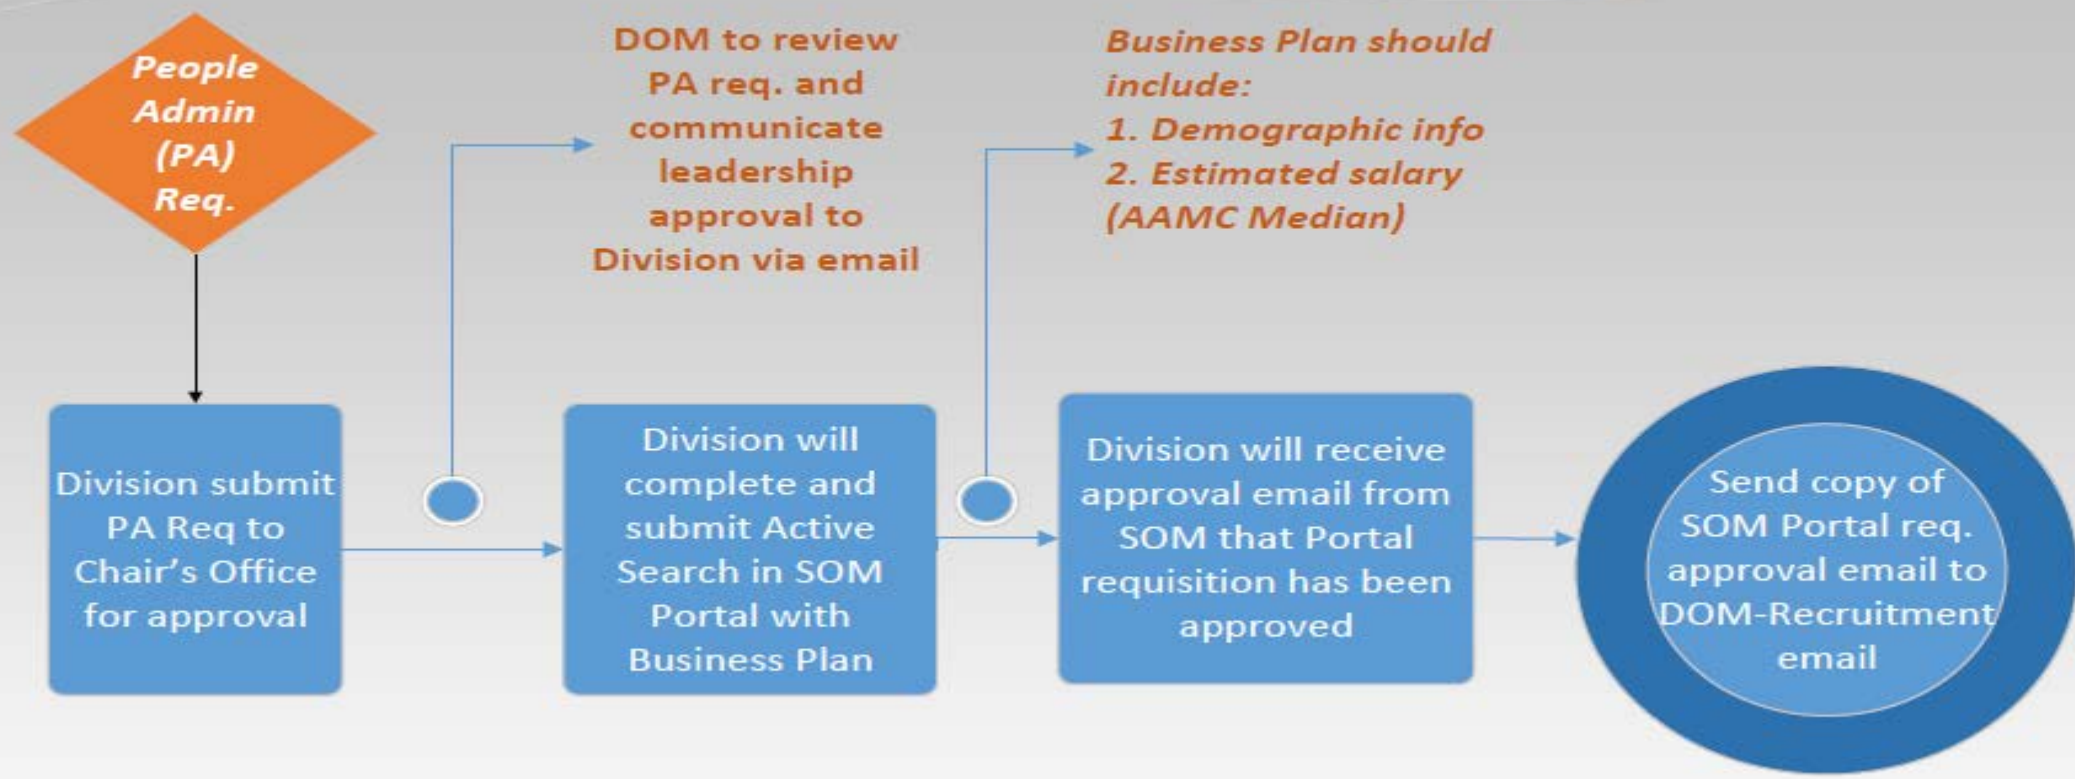 People
Admin
(PA)
Req.
DOM to review
PA req. and
communicate
leadership
approval to
Division via email
Business Plan should
include:
1. Demographic info
2. Estimated salary
(AAMC Median)
Division submit
PA Req to
Chair's Office
for approval
Division will
complete and
submit Active
Search in SOM
Portal with
Business Plan
Division will receive
approval email from
SOM that Portal
requisition has been
approved
Send copy of
SOM Portal req.
approval email to
DOM-Recruitment
email